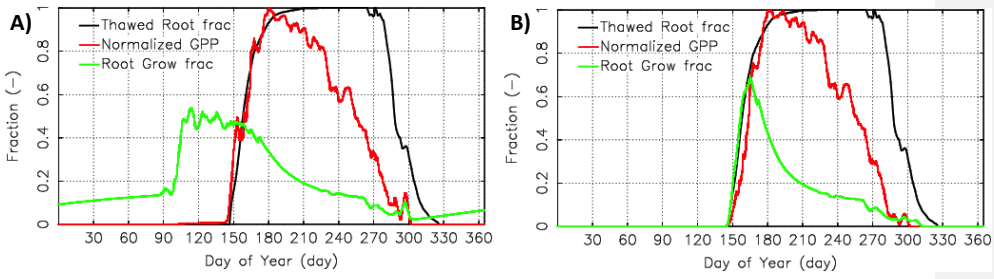 A)
Thawed Root frac
Normalized GPP
Root Grow frac
Fraction (−)
1
0.8
0.6
0.4
0.2
0
30 60 90 120 150 180 210 240 270 300 330 360
Day of Year (day)
B)
Thawed Root frac
Normalized GPP
Root Grow frac
Fraction (−)
1
0.8
0.6
0.4
0.2
0
30 60 90 120 150 180 210 240 270 300 330 360
Day of Year (day)